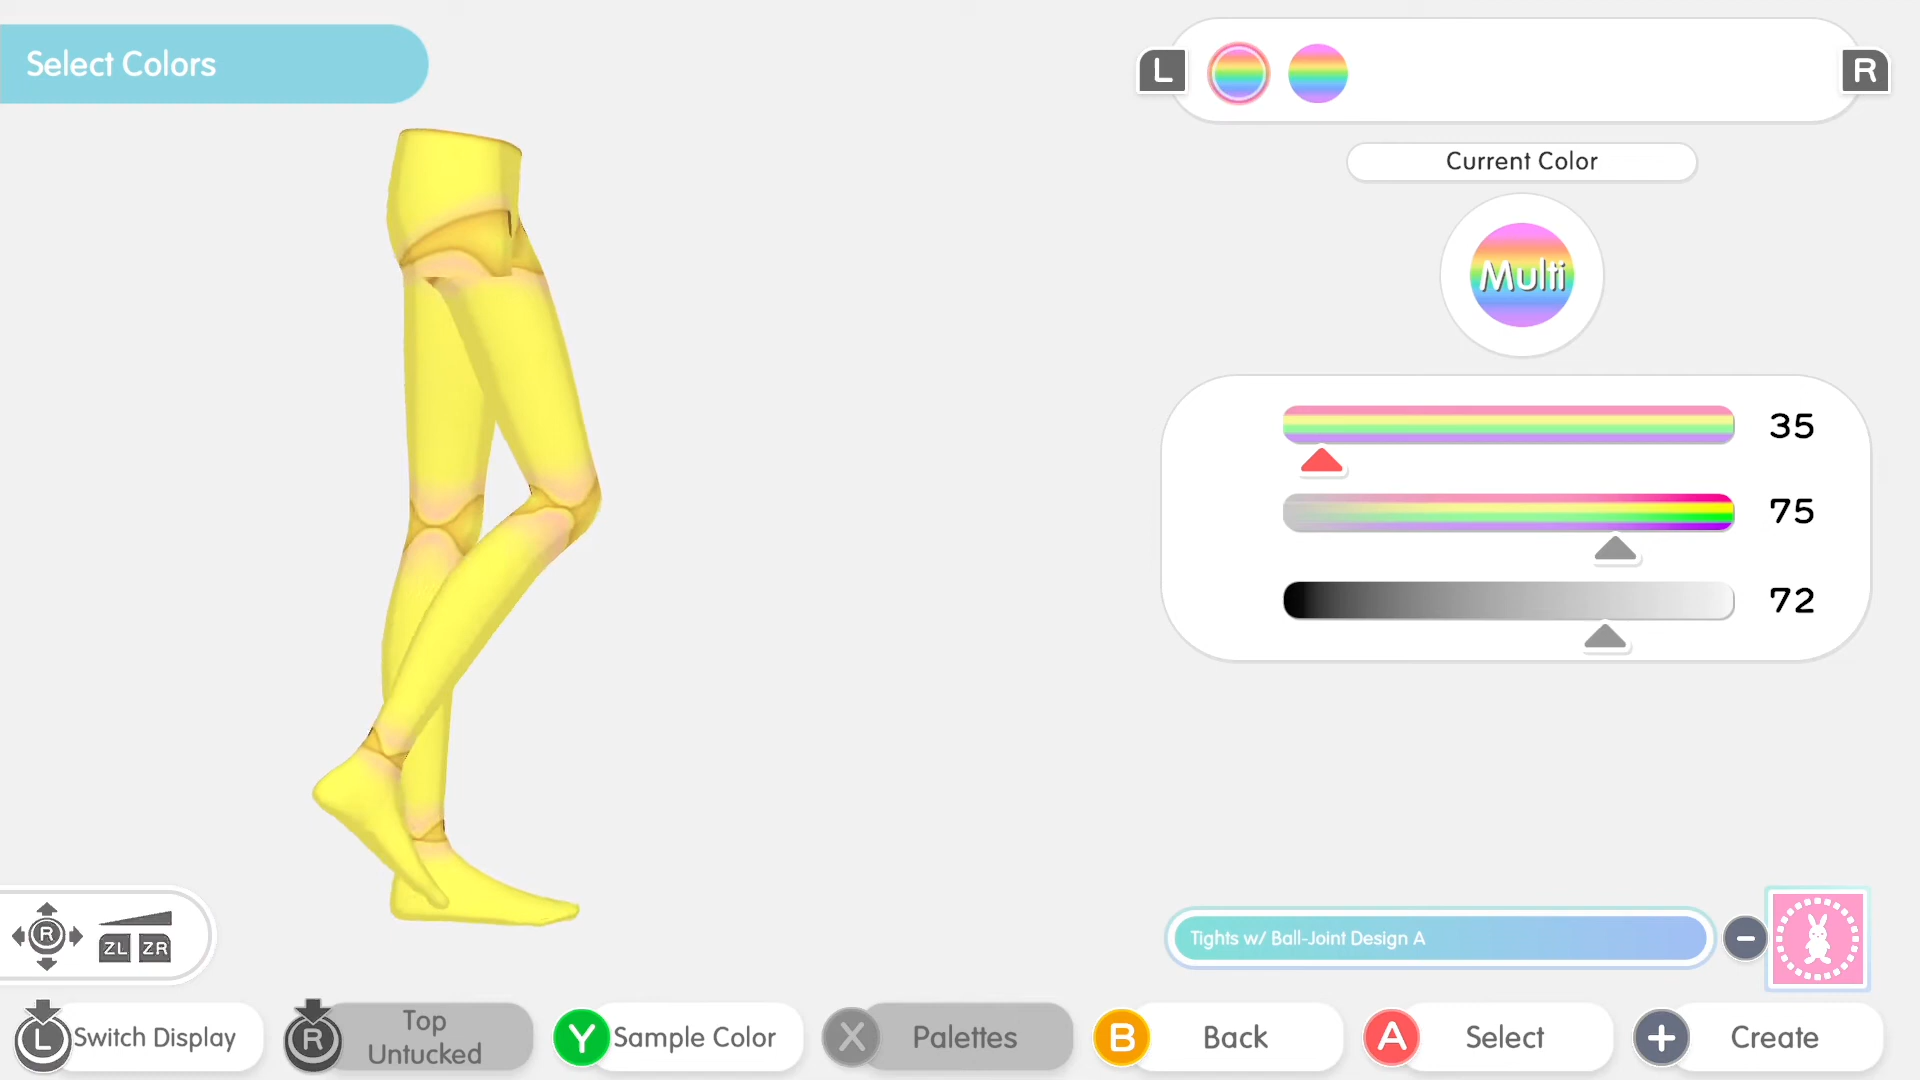 Select Colors
L
R
Current Color
Multi
35
75
72
R
ZL ZR
Tights w/ Ball-Joint Design A
L Switch Display
R Top
Untucked
Y Sample Color
X Palettes
B Back
A Select
+ Create